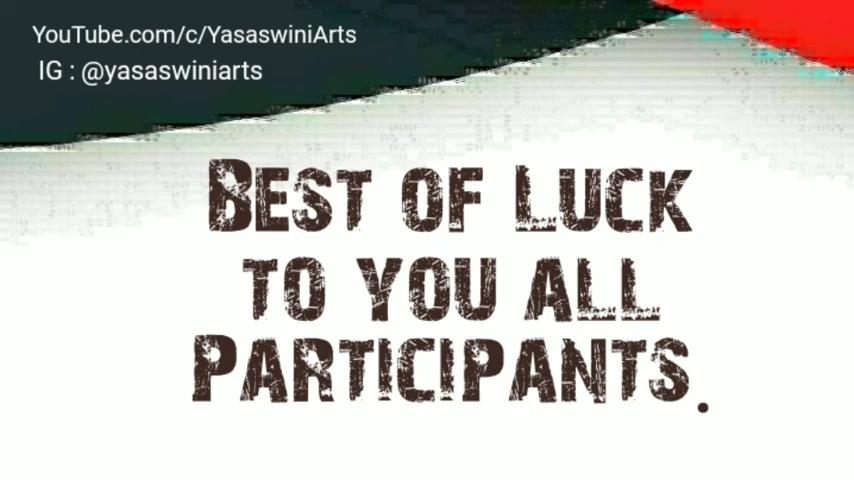 YouTube.com/c/YasaswiniArts
IG : @yasaswiniarts
Best of Luck
to you all
Participants.